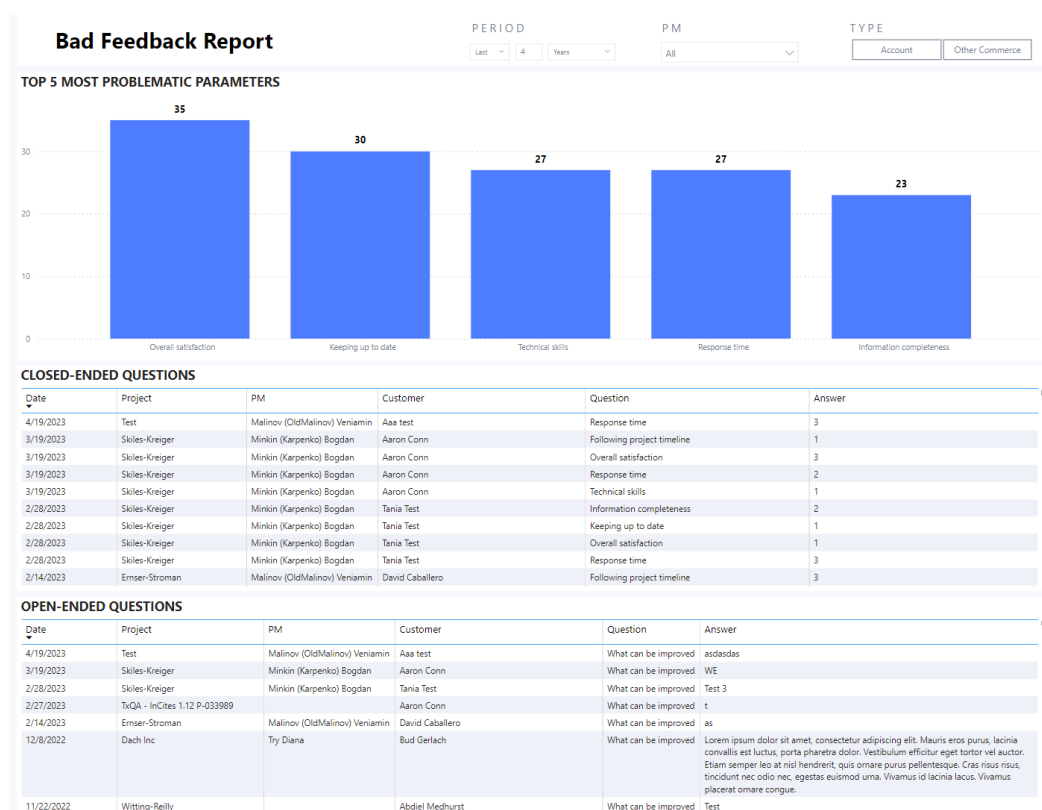 Bad Feedback Report
PERIOD
PM
TYPE
Last
4
Years
All
Account
Other Commerce
TOP 5 MOST PROBLEMATIC PARAMETERS
35
30
27
27
23
30
20
10
0
Overall satisfaction
Keeping up to date
Technical skills
Response time
Information completeness
CLOSED-ENDED QUESTIONS
Date Project PM Customer Question Answer
4/19/2023 Test Malinov (OldMalinov) Veniamin Aaa test Response time 3
3/19/2023 Skiles-Kreiger Minkin (Karpenko) Bogdan Aaron Conn Following project timeline 1
3/19/2023 Skiles-Kreiger Minkin (Karpenko) Bogdan Aaron Conn Overall satisfaction 3
3/19/2023 Skiles-Kreiger Minkin (Karpenko) Bogdan Aaron Conn Response time 2
3/19/2023 Skiles-Kreiger Minkin (Karpenko) Bogdan Aaron Conn Technical skills 1
2/28/2023 Skiles-Kreiger Minkin (Karpenko) Bogdan Tania Test Information completeness 2
2/28/2023 Skiles-Kreiger Minkin (Karpenko) Bogdan Tania Test Keeping up to date 1
2/28/2023 Skiles-Kreiger Minkin (Karpenko) Bogdan Tania Test Overall satisfaction 1
2/28/2023 Skiles-Kreiger Minkin (Karpenko) Bogdan Tania Test Response time 3
2/14/2023 Ernser-Stroman Malinov (OldMalinov) Veniamin David Caballero Following project timeline 3
OPEN-ENDED QUESTIONS
Date Project PM Customer Question Answer
4/19/2023 Test Malinov (OldMalinov) Veniamin Aaa test What can be improved asdasdas
3/19/2023 Skiles-Kreiger Minkin (Karpenko) Bogdan Aaron Conn What can be improved WE
2/28/2023 Skiles-Kreiger Minkin (Karpenko) Bogdan Tania Test What can be improved Test 3
2/27/2023 TxQA - InCites 1.12 P-033989 Aaron Conn What can be improved t
2/14/2023 Ernser-Stroman Malinov (OldMalinov) Veniamin David Caballero What can be improved as
12/8/2022 Dach Inc Try Diana Bud Gerlach What can be improved Lorem ipsum dolor sit amet, consectetur adipiscing elit. Mauris eros purus, lacinia
convallis est luctus, porta pharetra dolor. Vestibulum efficitur eget tortor vel auctor.
Etiam semper leo at nisl hendrerit, quis ornare purus pellentesque. Cras risus risus,
tincidunt nec odio nec, egestas euismod urna. Vivamus id lacinia lacus. Vivamus
placerat ornare congue.
11/22/2022 Witting-Reilly Abdiel Medhurst What can be improved Test